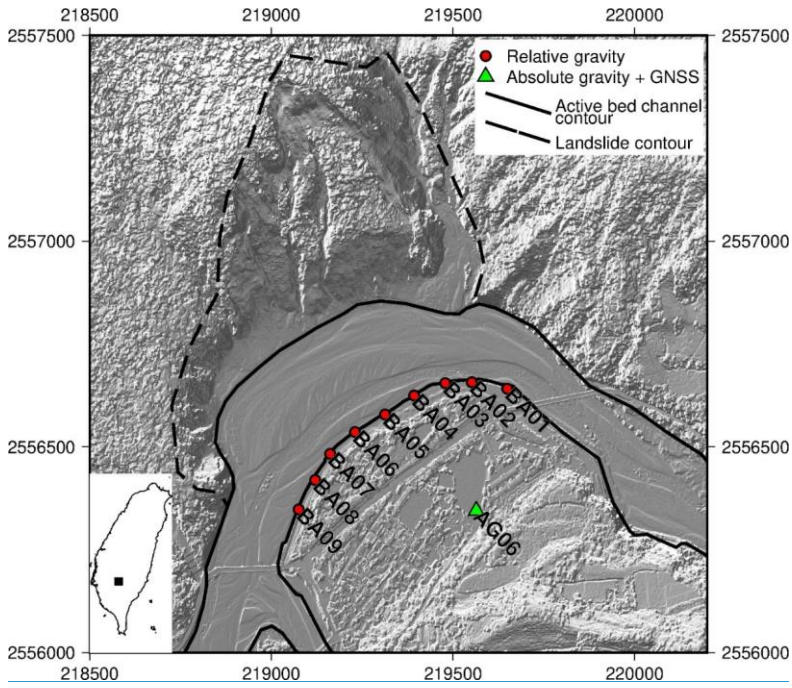 218500 219000 219500 220000
2557500 2557500
Relative gravity
Absolute gravity + GNSS
Active bed channel
contour
Landslide contour
2557000 2557000
BA01
BA02
BA03
BA04
BA05
BA06
2556500 2556500
BA07
BA08
BA09
AG06
2556000 2556000
218500 219000 219500 220000